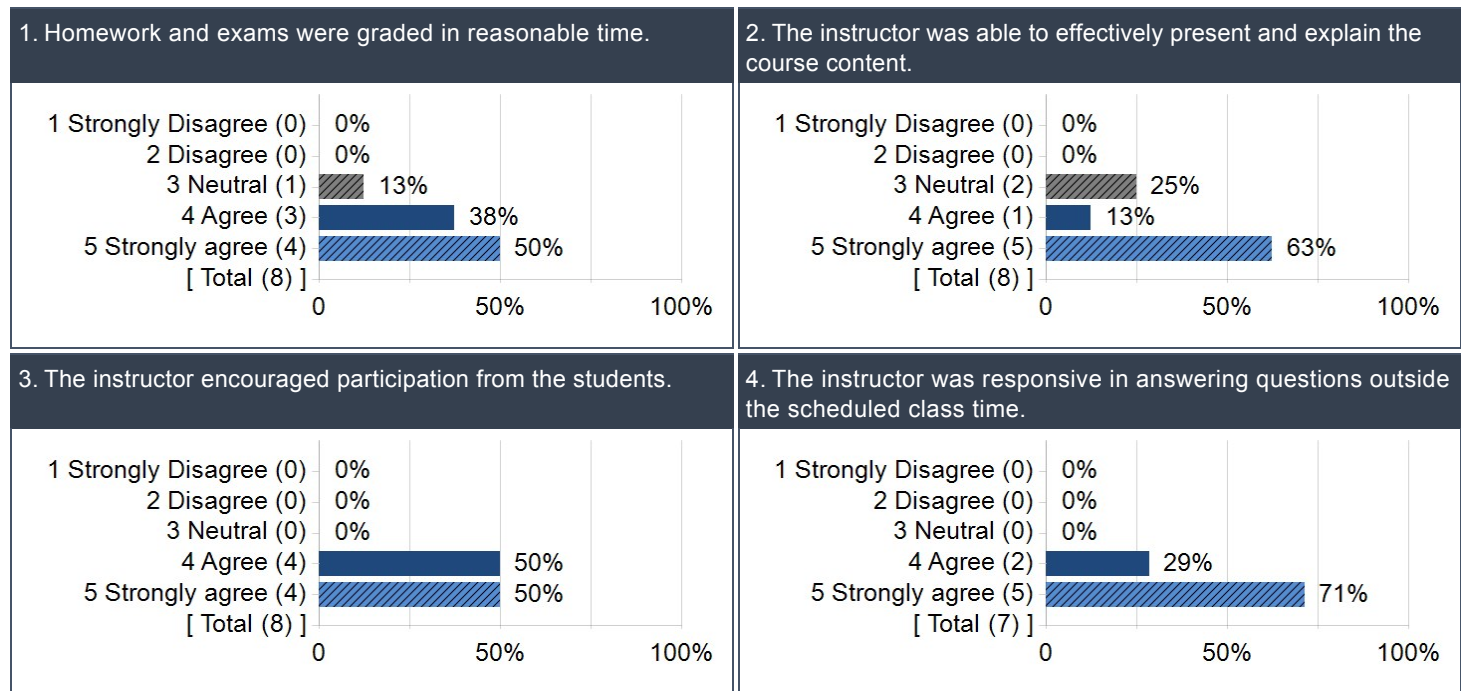 1. Homework and exams were graded in reasonable time.
1 Strongly Disagree (0) 0%
2 Disagree (0) 0%
3 Neutral (1) 13%
4 Agree (3) 38%
5 Strongly agree (4) 50%
[ Total (8) ]
0 50% 100%
2. The instructor was able to effectively present and explain the
course content.
1 Strongly Disagree (0) 0%
2 Disagree (0) 0%
3 Neutral (2) 25%
4 Agree (1) 13%
5 Strongly agree (5) 63%
[ Total (8) ]
0 50% 100%
3. The instructor encouraged participation from the students.
1 Strongly Disagree (0) 0%
2 Disagree (0) 0%
3 Neutral (0) 0%
4 Agree (4) 50%
5 Strongly agree (4) 50%
[ Total (8) ]
0 50% 100%
4. The instructor was responsive in answering questions outside
the scheduled class time.
1 Strongly Disagree (0) 0%
2 Disagree (0) 0%
3 Neutral (0) 0%
4 Agree (2) 29%
5 Strongly agree (5) 71%
[ Total (7) ]
0 50% 100%